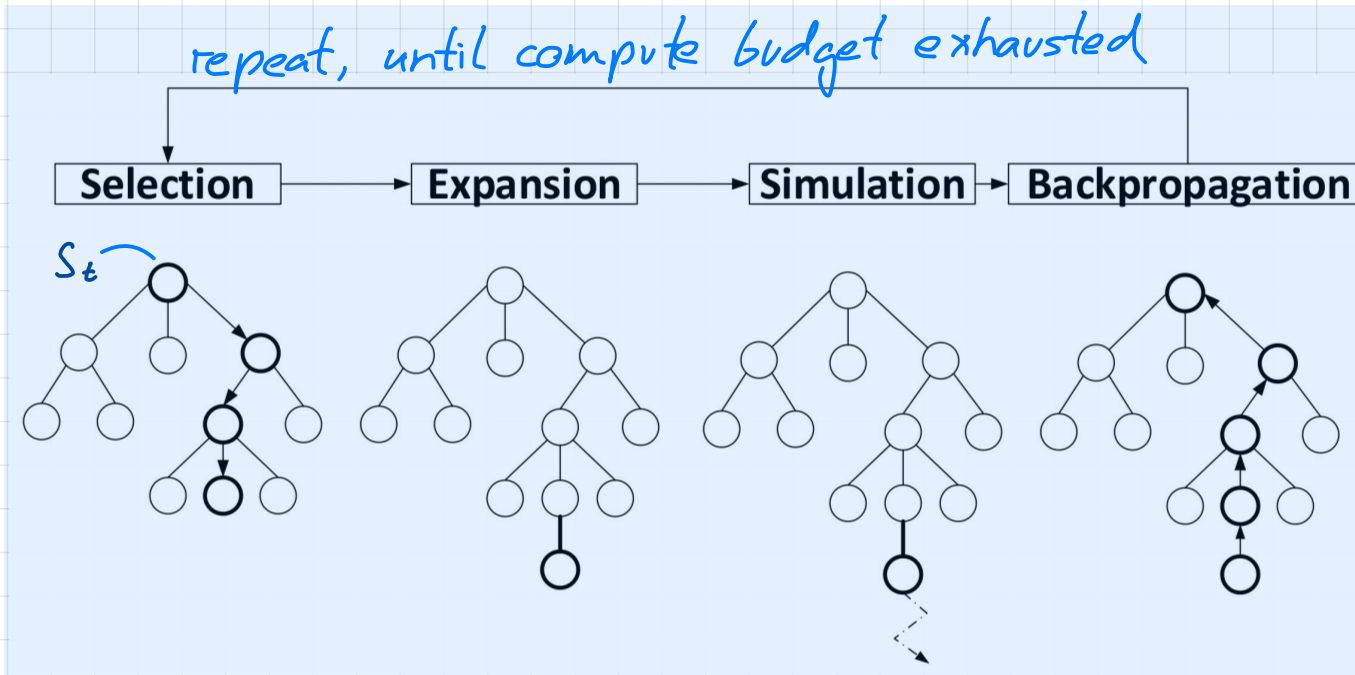 repeat, until compute budget exhausted
Selection Expansion Simulation Backpropagation
St